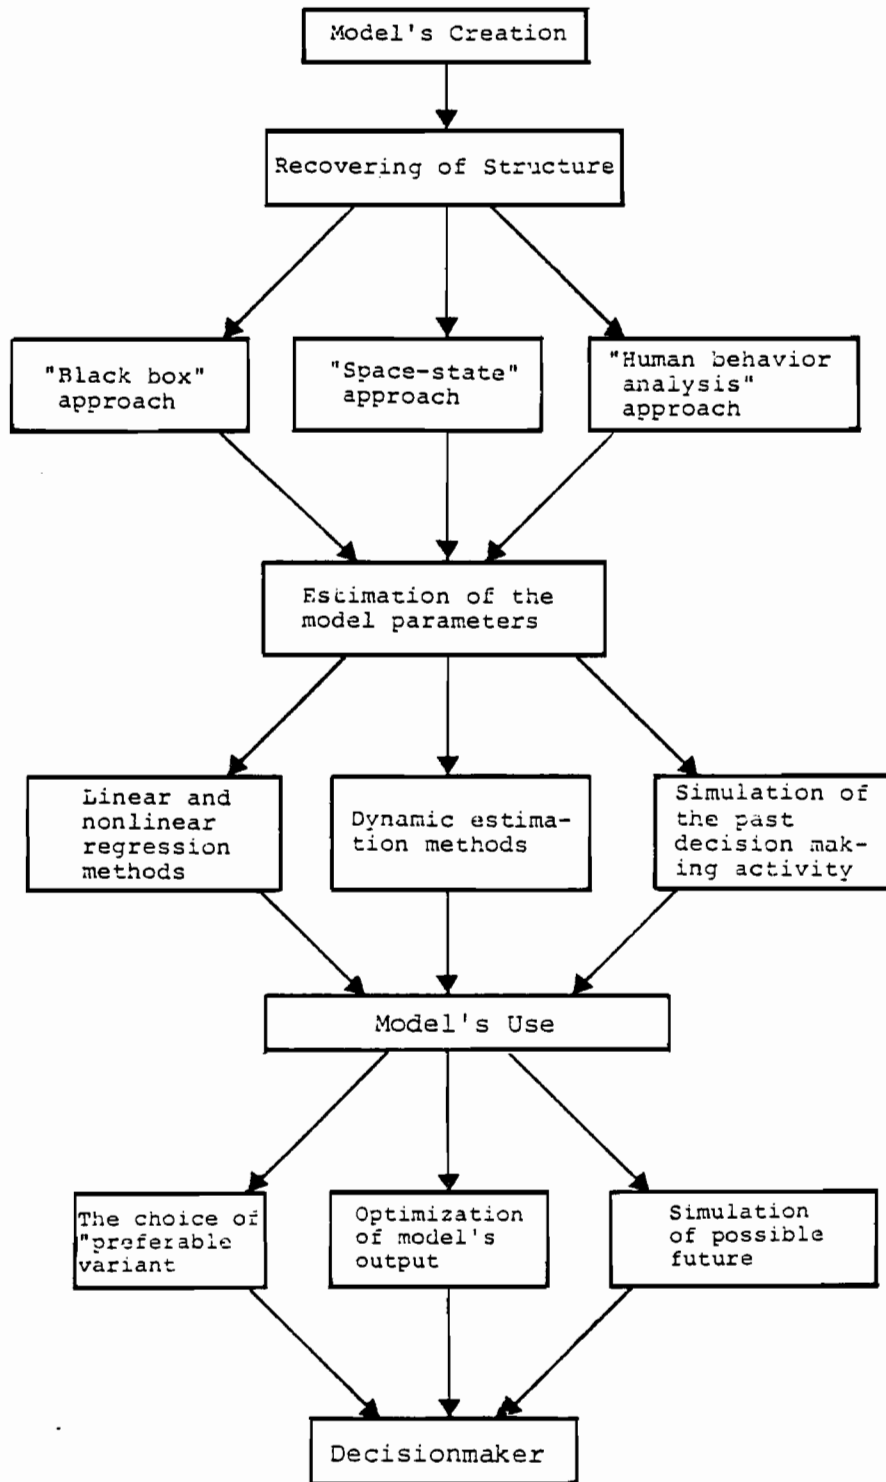 Model's Creation
Recovering of Structure
"Black box"
approach
"Space-state"
approach
"Human behavior
analysis"
approach
Estimation of the
model parameters
Linear and
nonlinear
regression
methods
Dynamic estima-
tion methods
Simulation of
the past
decision mak-
ing activity
Model's Use
The choice of
"preferable
variant
Optimization
of model's
output
Simulation
of possible
future
Decisionmaker